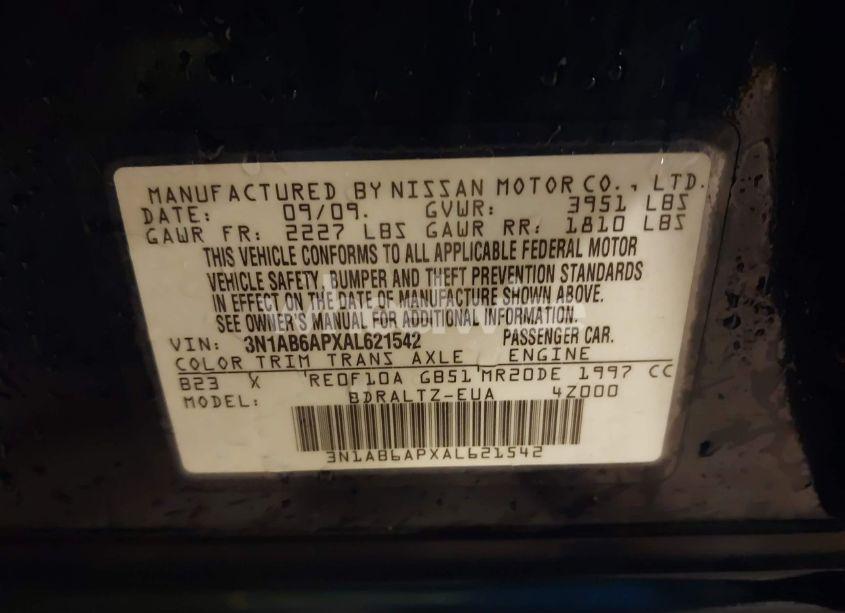 MANUFACTURED BY NISSAN MOTOR CO., LTD.
DATE: 09/09. GVWR: 3951 LBS
GAWR FR: 2227 LBS GAWR RR: 1810 LBS
THIS VEHICLE CONFORMS TO ALL APPLICABLE FEDERAL MOTOR
VEHICLE SAFETY, BUMPER AND THEFT PREVENTION STANDARDS
IN EFFECT ON THE DATE OF MANUFACTURE SHOWN ABOVE.
SEE OWNER'S MANUAL FOR ADDITIONAL INFORMATION.
VIN: 3N1AB6APXAL621542 PASSENGER CAR.
COLOR TRIM TRANS AXLE ENGINE
B23 X RE0F10A GB51 MR20DE 1997 CC
MODEL: BDRALTZ-EUA 4Z000
3N1AB6APXAL621542